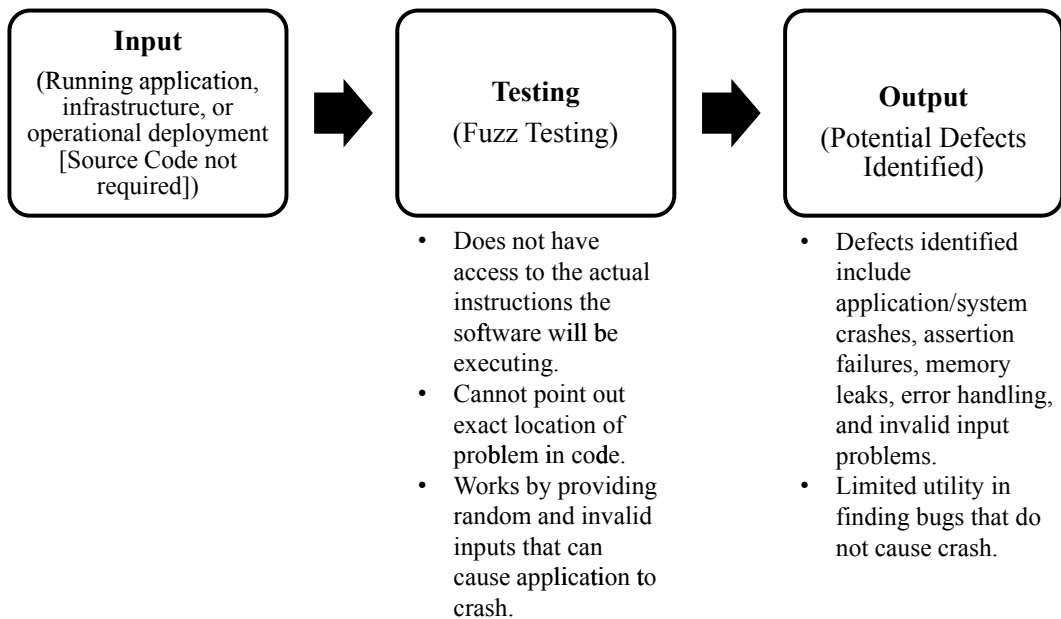 Input
(Running application,
infrastructure, or
operational deployment
[Source Code not
required])
Testing
(Fuzz Testing)
Output
(Potential Defects
Identified)
• Does not have
access to the actual
instructions the
software will be
executing.
• Cannot point out
exact location of
problem in code.
• Works by providing
random and invalid
inputs that can
cause application to
crash.
• Defects identified
include
application/system
crashes, assertion
failures, memory
leaks, error handling,
and invalid input
problems.
• Limited utility in
finding bugs that do
not cause crash.